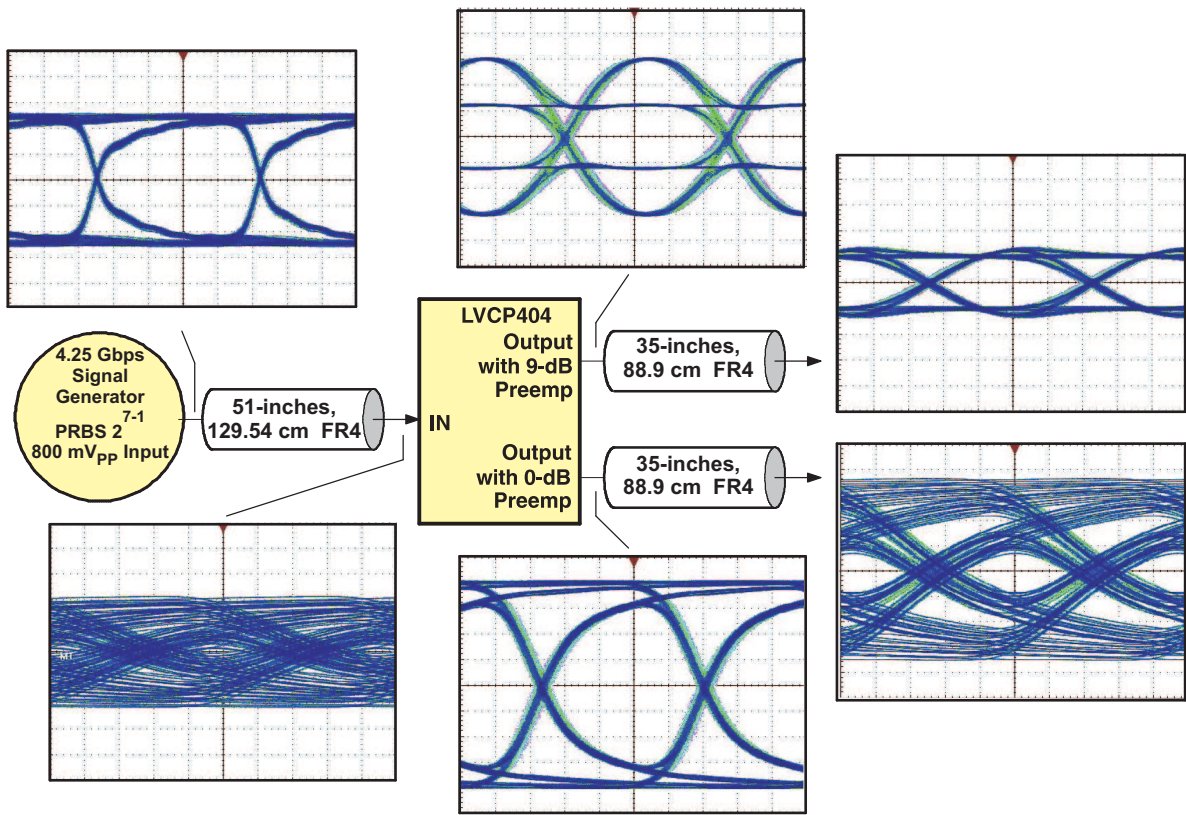 4.25 Gbps
Signal
Generator
PRBS 2^7-1
800 mVPP Input
51-inches,
129.54 cm FR4
LVCP404
Output
with 9-dB
Preemp
IN
Output
with 0-dB
Preemp
35-inches,
88.9 cm FR4
35-inches,
88.9 cm FR4
M1